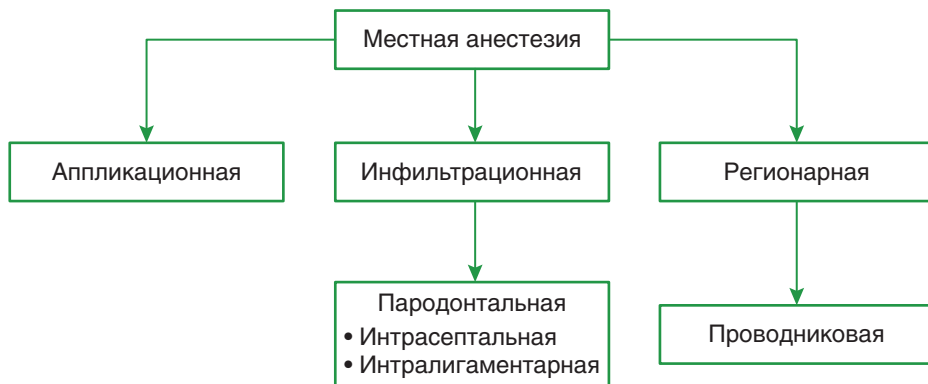 Местная анестезия
Аппликационная
Инфильтрационная
Регионарная
Пародонтальная
• Интрасептальная
• Интралигаментарная
Проводниковая